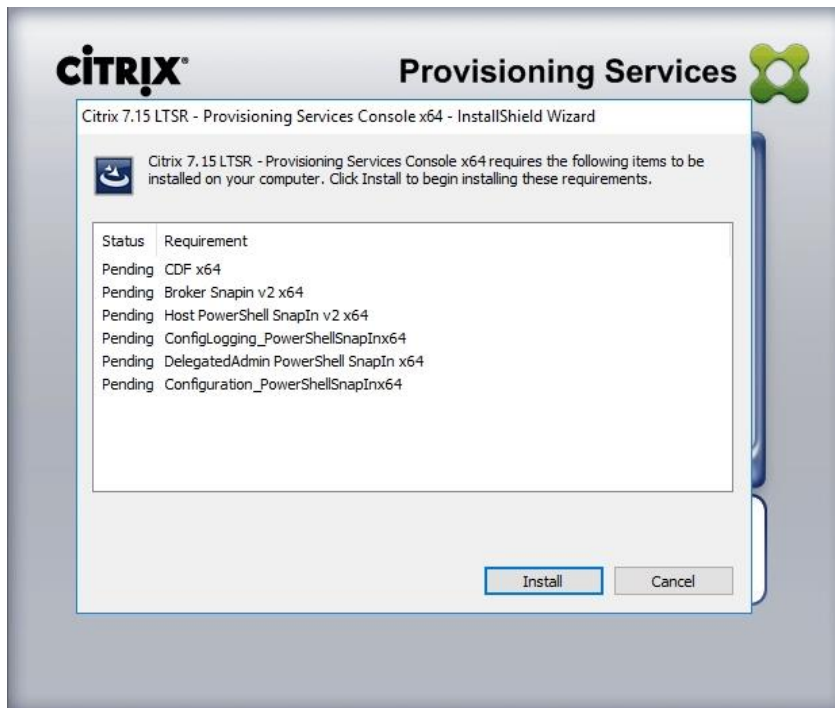 CITRIX®
Provisioning Services
Citrix 7.15 LTSR - Provisioning Services Console x64 - InstallShield Wizard
Citrix 7.15 LTSR - Provisioning Services Console x64 requires the following items to be
installed on your computer. Click Install to begin installing these requirements.
Status Requirement
Pending CDF x64
Pending Broker Snapin v2 x64
Pending Host PowerShell SnapIn v2 x64
Pending ConfigLogging_PowerShellSnapInx64
Pending DelegatedAdmin PowerShell SnapIn x64
Pending Configuration_PowerShellSnapInx64
Install Cancel